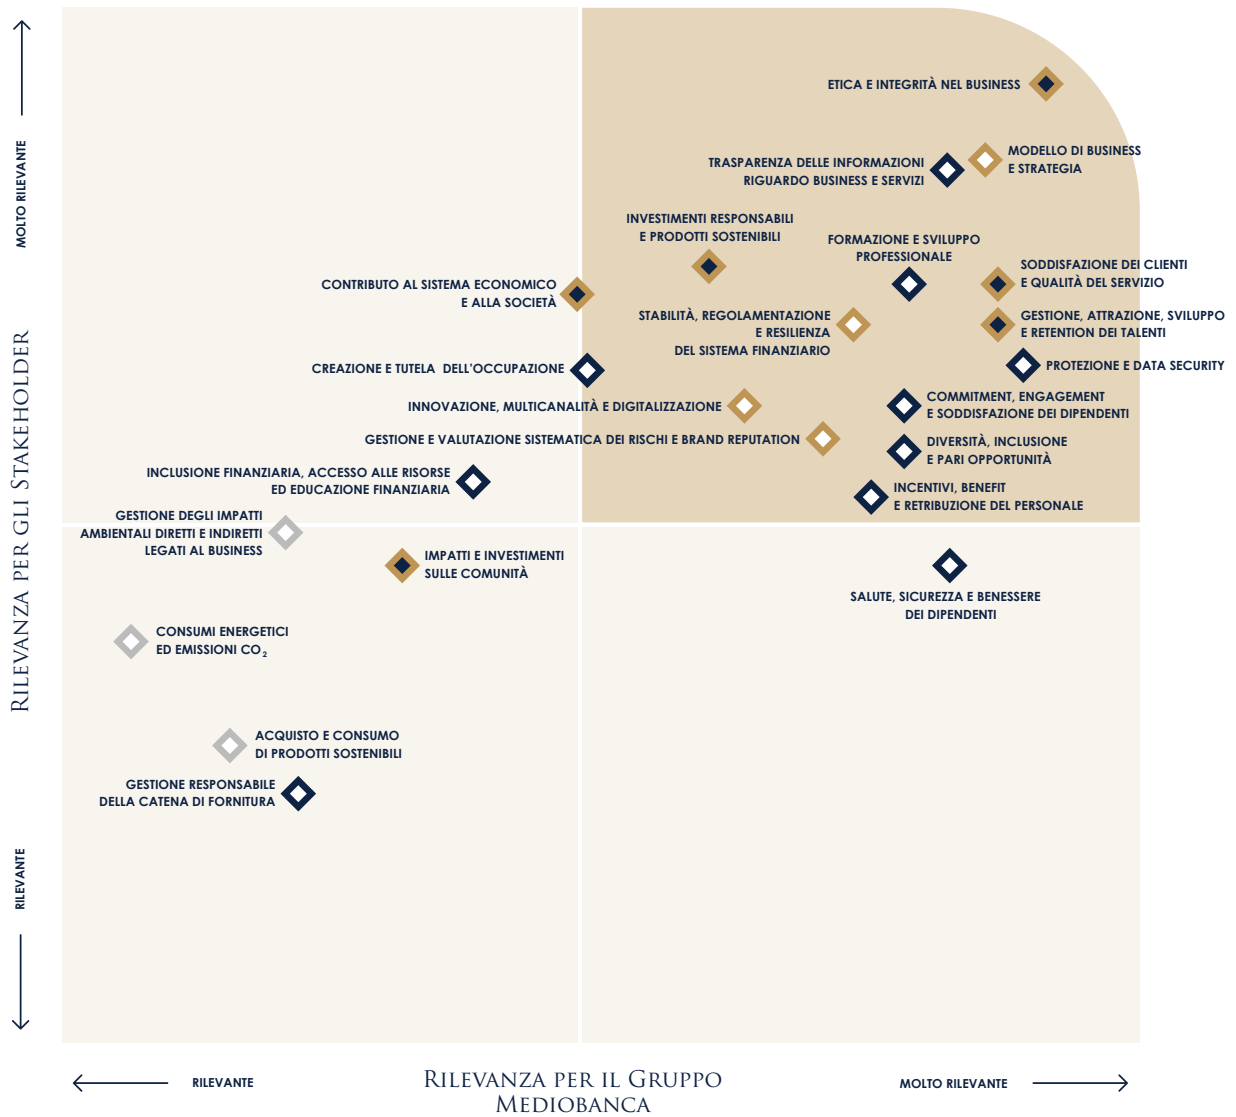 ETICA E INTEGRITÀ NEL BUSINESS
MODELLO DI BUSINESS
E STRATEGIA
TRASPARENZA DELLE INFORMAZIONI
RIGUARDO BUSINESS E SERVIZI
INVESTIMENTI RESPONSABILI
E PRODOTTI SOSTENIBILI
FORMAZIONE E SVILUPPO
PROFESSIONALE
SODDISFAZIONE DEI CLIENTI
E QUALITÀ DEL SERVIZIO
CONTRIBUTO AL SISTEMA ECONOMICO
E ALLA SOCIETÀ
STABILITÀ, REGOLAMENTAZIONE
E RESILIENZA
DEL SISTEMA FINANZIARIO
GESTIONE, ATTRAZIONE, SVILUPPO
E RETENTION DEI TALENTI
CREAZIONE E TUTELA DELL'OCCUPAZIONE
PROTEZIONE E DATA SECURITY
INNOVAZIONE, MULTICANALITÀ E DIGITALIZZAZIONE
COMMITMENT, ENGAGEMENT
E SODDISFAZIONE DEI DIPENDENTI
GESTIONE E VALUTAZIONE SISTEMATICA DEI RISCHI E BRAND REPUTATION
DIVERSITÀ, INCLUSIONE
E PARI OPPORTUNITÀ
INCLUSIONE FINANZIARIA, ACCESSO ALLE RISORSE
ED EDUCAZIONE FINANZIARIA
INCENTIVI, BENEFIT
E RETRIBUZIONE DEL PERSONALE
GESTIONE DEGLI IMPATTI
AMBIENTALI DIRETTI E INDIRETTI
LEGATI AL BUSINESS
IMPATTI E INVESTIMENTI
SULLE COMUNITÀ
SALUTE, SICUREZZA E BENESSERE
DEI DIPENDENTI
CONSUMI ENERGETICI
ED EMISSIONI CO₂
ACQUISTO E CONSUMO
DI PRODOTTI SOSTENIBILI
GESTIONE RESPONSABILE
DELLA CATENA DI FORNITURA
MOLTO RILEVANTE
RILEVANZA PER GLI STAKEHOLDER
RILEVANTE
RILEVANTE
RILEVANZA PER IL GRUPPO
MEDIOBANCA
MOLTO RILEVANTE